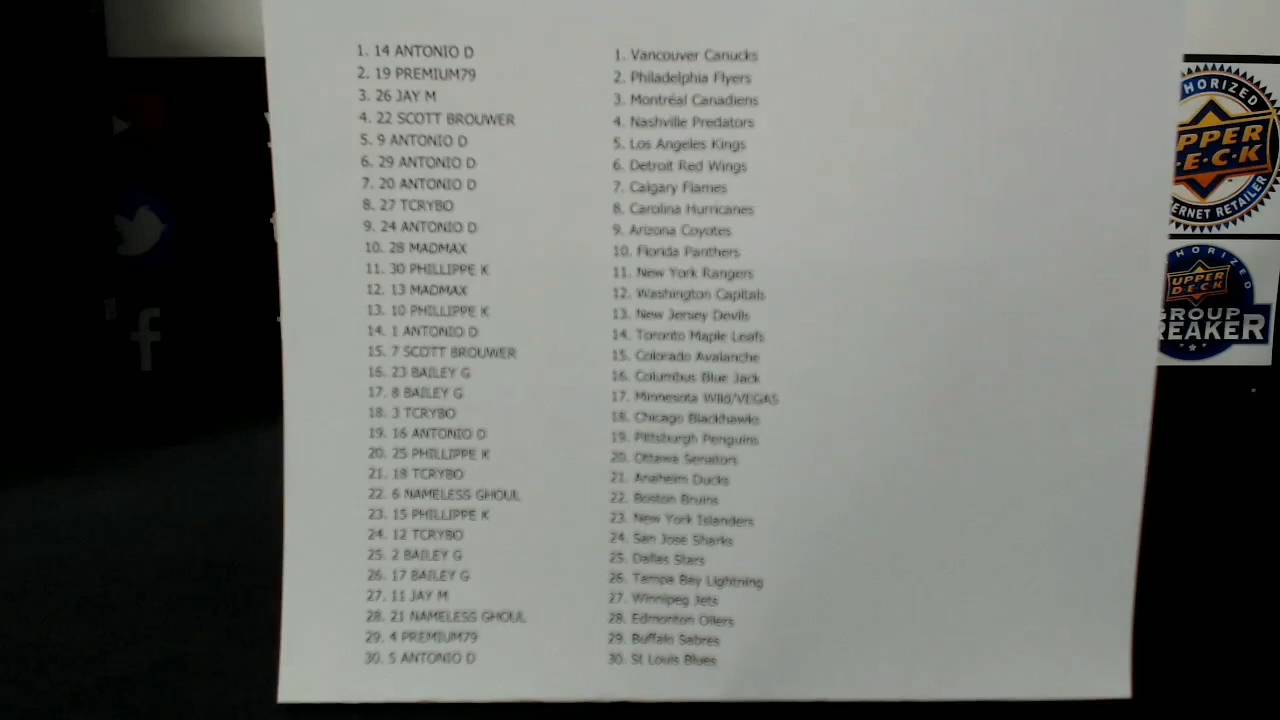 1. 14 ANTONIO D
2. 19 PREMIUM79
3. 26 JAY M
4. 22 SCOTT BROUWER
5. 9 ANTONIO D
6. 29 ANTONIO D
7. 20 ANTONIO D
8. 27 TCRYBO
9. 24 ANTONIO D
10. 28 MADMAX
11. 30 PHILLIPPE K
12. 13 MADMAX
13. 10 PHILLIPPE K
14. 1 ANTONIO D
15. 7 SCOTT BROUWER
16. 23 BAILEY G
17. 8 BAILEY G
18. 3 TCRYBO
19. 16 ANTONIO D
20. 25 PHILLIPPE K
21. 18 TCRYBO
22. 6 NAMELESS GHOUL
23. 15 PHILLIPPE K
24. 12 TCRYBO
25. 2 BAILEY G
26. 17 BAILEY G
27. 11 JAY M
28. 21 NAMELESS GHOUL
29. 4 PREMIUM79
30. 5 ANTONIO D
1. Vancouver Canucks
2. Philadelphia Flyers
3. Montréal Canadiens
4. Nashville Predators
5. Los Angeles Kings
6. Detroit Red Wings
7. Calgary Flames
8. Carolina Hurricanes
9. Arizona Coyotes
10. Florida Panthers
11. New York Rangers
12. Washington Capitals
13. New Jersey Devils
14. Toronto Maple Leafs
15. Colorado Avalanche
16. Columbus Blue Jack
17. Minnesota Wild/VEGAS
18. Chicago Blackhawks
19. Pittsburgh Penguins
20. Ottawa Senators
21. Anaheim Ducks
22. Boston Bruins
23. New York Islanders
24. San Jose Sharks
25. Dallas Stars
26. Tampa Bay Lightning
27. Winnipeg Jets
28. Edmonton Oilers
29. Buffalo Sabres
30. St Louis Blues
HORIZED
PPER
E·C·K
ERNET RETAILER
HORIZED
UPPER
D·E·C·K
GROUP
REAKER
f